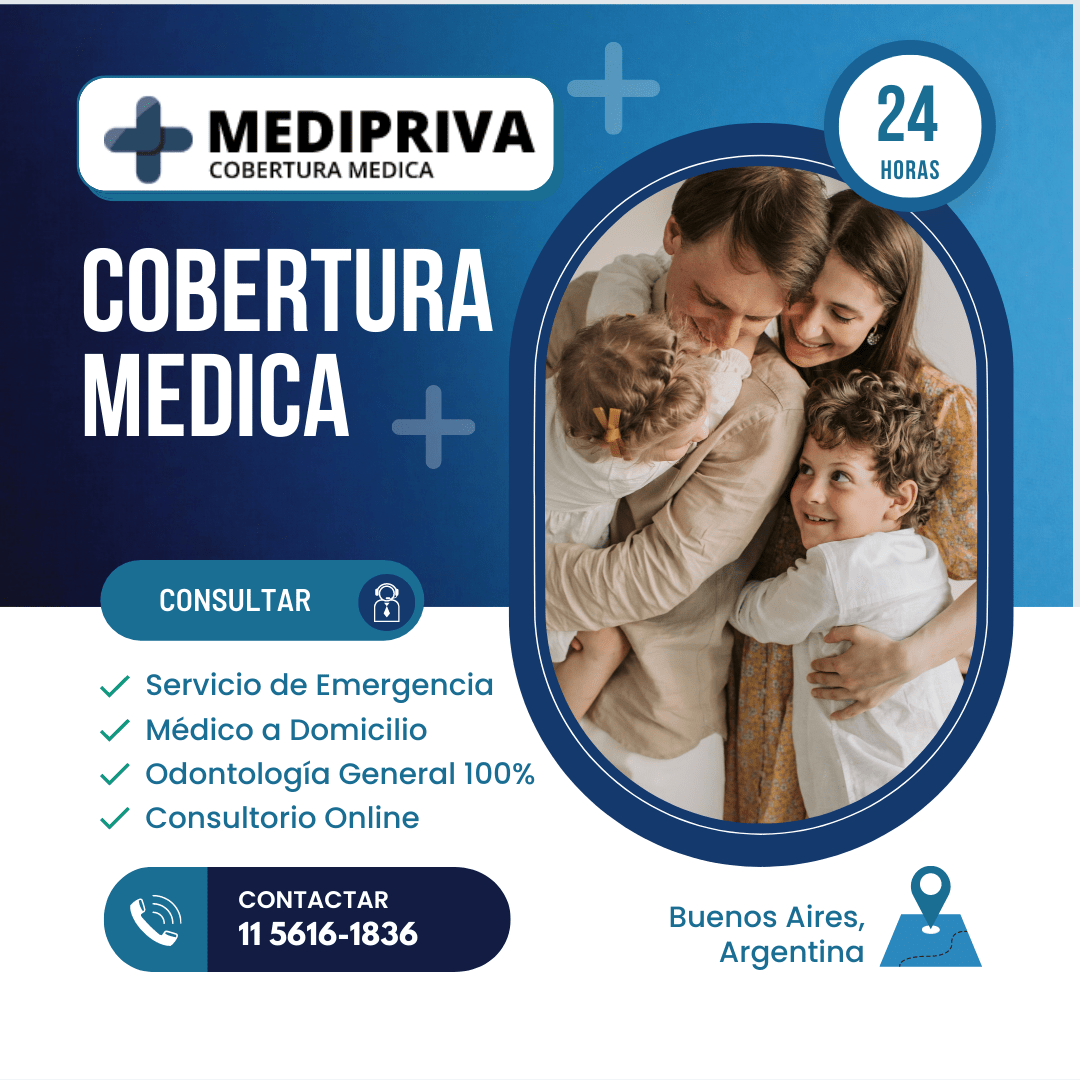 MEDIPRIVA
COBERTURA MEDICA
24
HORAS
COBERTURA
MEDICA
CONSULTAR
Servicio de Emergencia
Médico a Domicilio
Odontología General 100%
Consultorio Online
CONTACTAR
11 5616-1836
Buenos Aires,
Argentina